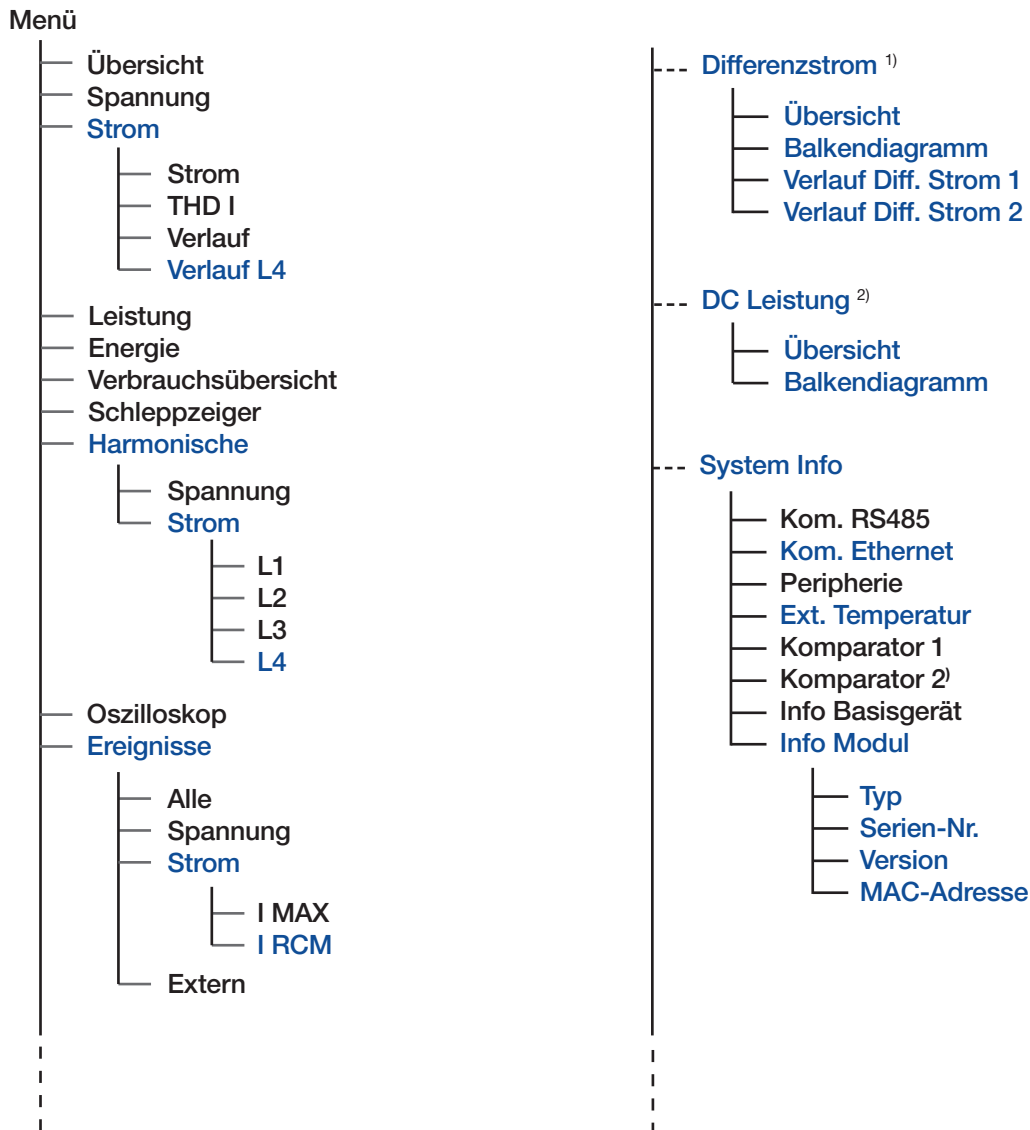 Menü
Übersicht
Spannung
Strom
Strom
THD I
Verlauf
Verlauf L4
Leistung
Energie
Verbrauchsübersicht
Schleppzeiger
Harmonische
Spannung
Strom
L1
L2
L3
L4
Oszilloskop
Ereignisse
Alle
Spannung
Strom
I MAX
I RCM
Extern
Differenzstrom 1)
Übersicht
Balkendiagramm
Verlauf Diff. Strom 1
Verlauf Diff. Strom 2
DC Leistung 2)
Übersicht
Balkendiagramm
System Info
Kom. RS485
Kom. Ethernet
Peripherie
Ext. Temperatur
Komparator 1
Komparator 2)
Info Basisgerät
Info Modul
Typ
Serien-Nr.
Version
MAC-Adresse